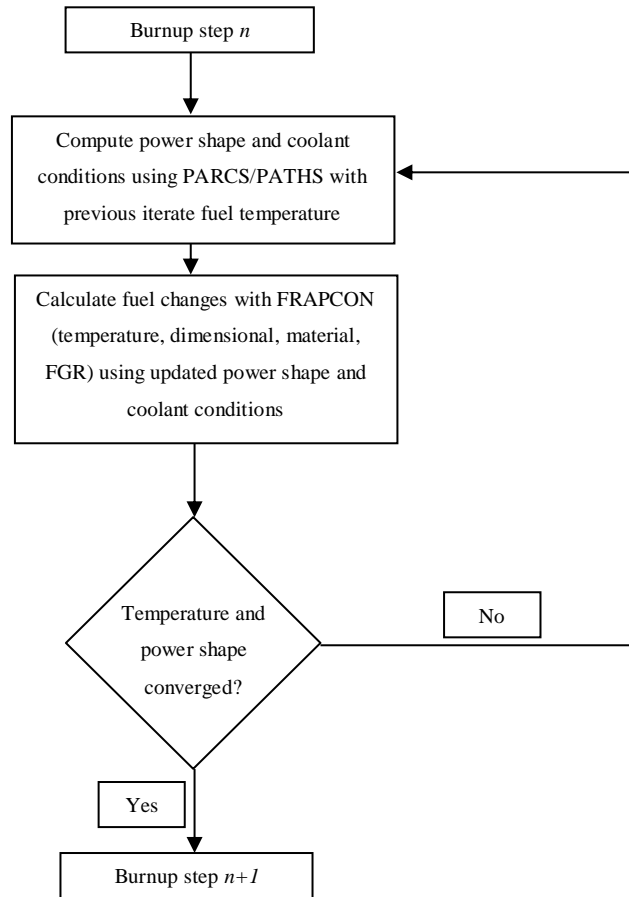 Burnup step n
Compute power shape and coolant
conditions using PARCS/PATHS with
previous iterate fuel temperature
Calculate fuel changes with FRAPCON
(temperature, dimensional, material,
FGR) using updated power shape and
coolant conditions
Temperature and
power shape
converged?
No
Yes
Burnup step n+1